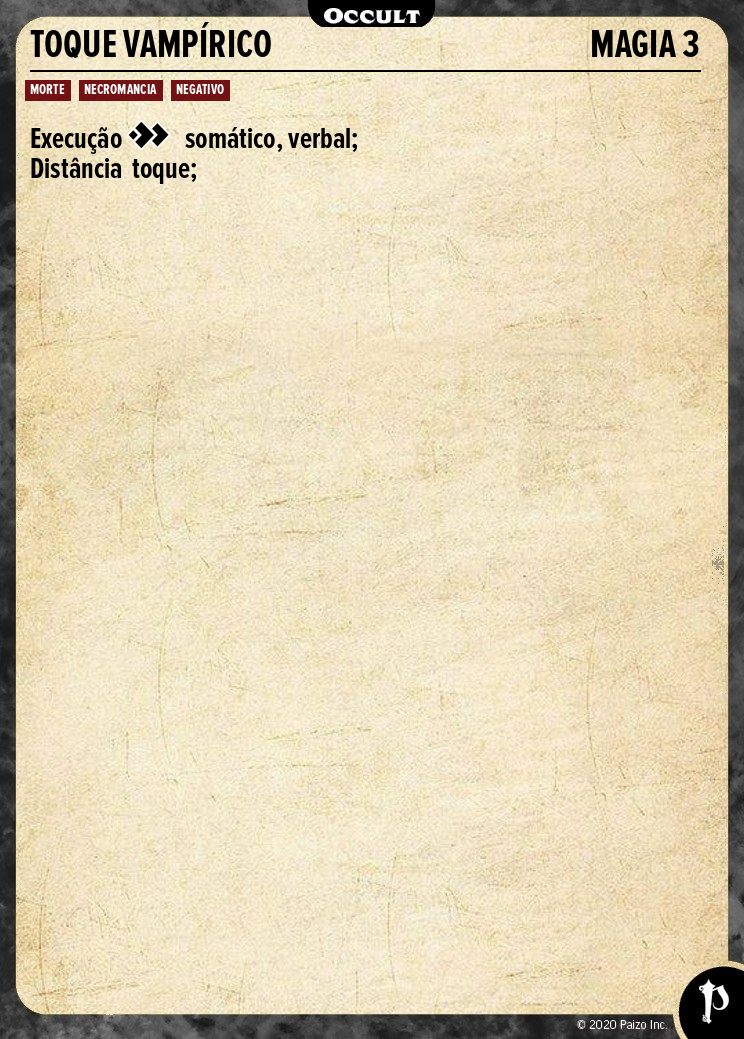 OCCULT
TOQUE VAMPÍRICO MAGIA 3
MORTE NECROMANCIA NEGATIVO
Execução somático, verbal;
Distância toque;
© 2020 Paizo Inc.